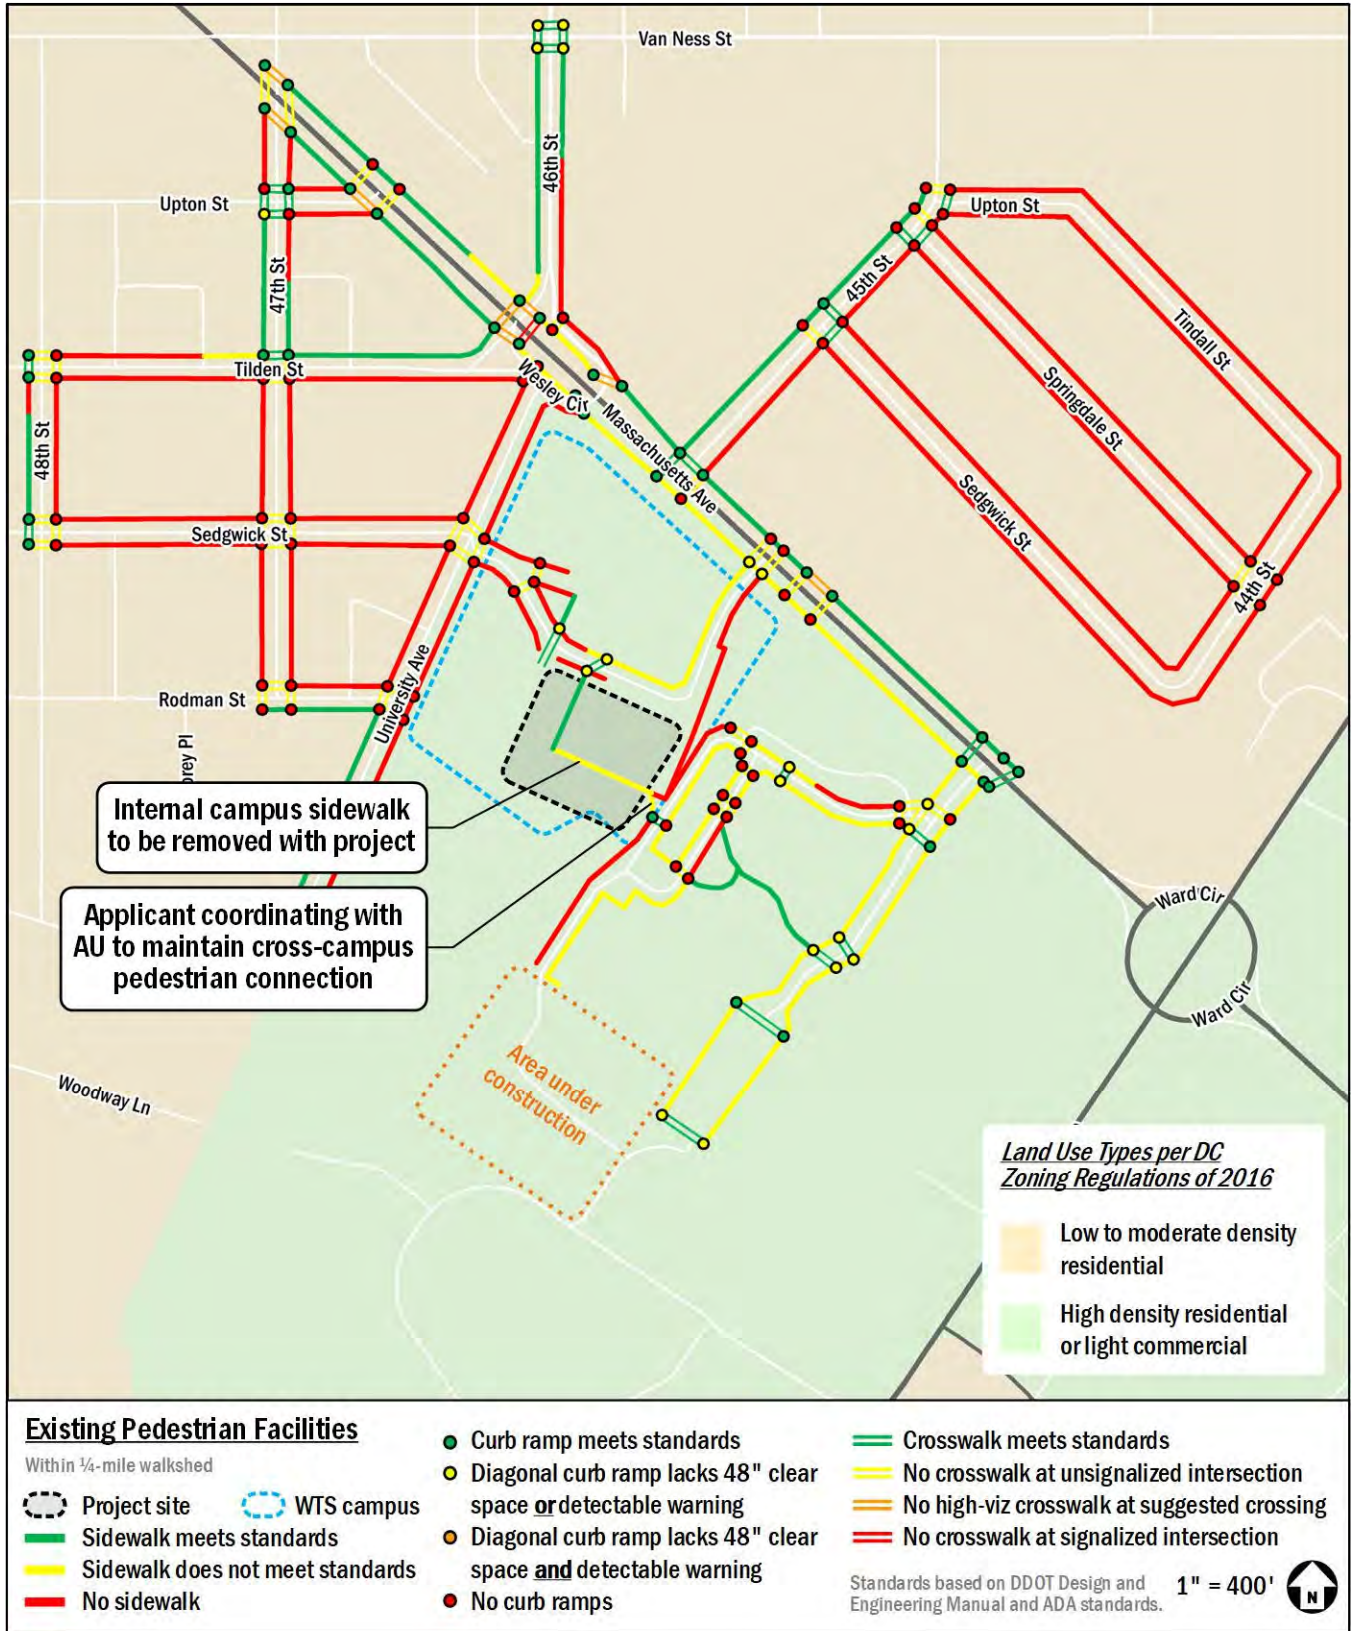 Van Ness St
46th St
Upton St
47th St
Upton St
45th St
Tindall St
Springdale St
Sedgwick St
44th St
Tilden St
Wesley Cir
Massachusetts Ave
48th St
Sedgwick St
University Ave
Rodman St
orey Pl
Internal campus sidewalk
to be removed with project
Applicant coordinating with
AU to maintain cross-campus
pedestrian connection
Ward Cir
Ward Cir
Area under
construction
Woodway Ln
Land Use Types per DC
Zoning Regulations of 2016
Low to moderate density
residential
High density residential
or light commercial
Existing Pedestrian Facilities
Within ¼-mile walkshed
Project site
WTS campus
Sidewalk meets standards
Sidewalk does not meet standards
No sidewalk
Curb ramp meets standards
Diagonal curb ramp lacks 48" clear
space or detectable warning
Diagonal curb ramp lacks 48" clear
space and detectable warning
No curb ramps
Crosswalk meets standards
No crosswalk at unsignalized intersection
No high-viz crosswalk at suggested crossing
No crosswalk at signalized intersection
Standards based on DDOT Design and
Engineering Manual and ADA standards.
1" = 400'
N